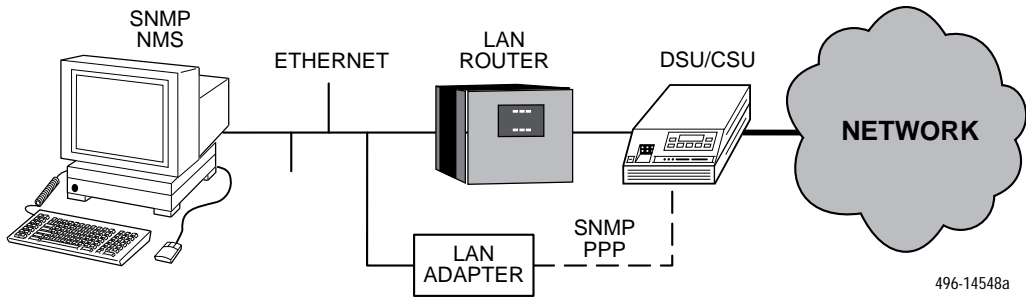 SNMP
NMS
ETHERNET
LAN
ROUTER
DSU/CSU
NETWORK
LAN
ADAPTER
SNMP
PPP
496-14548a